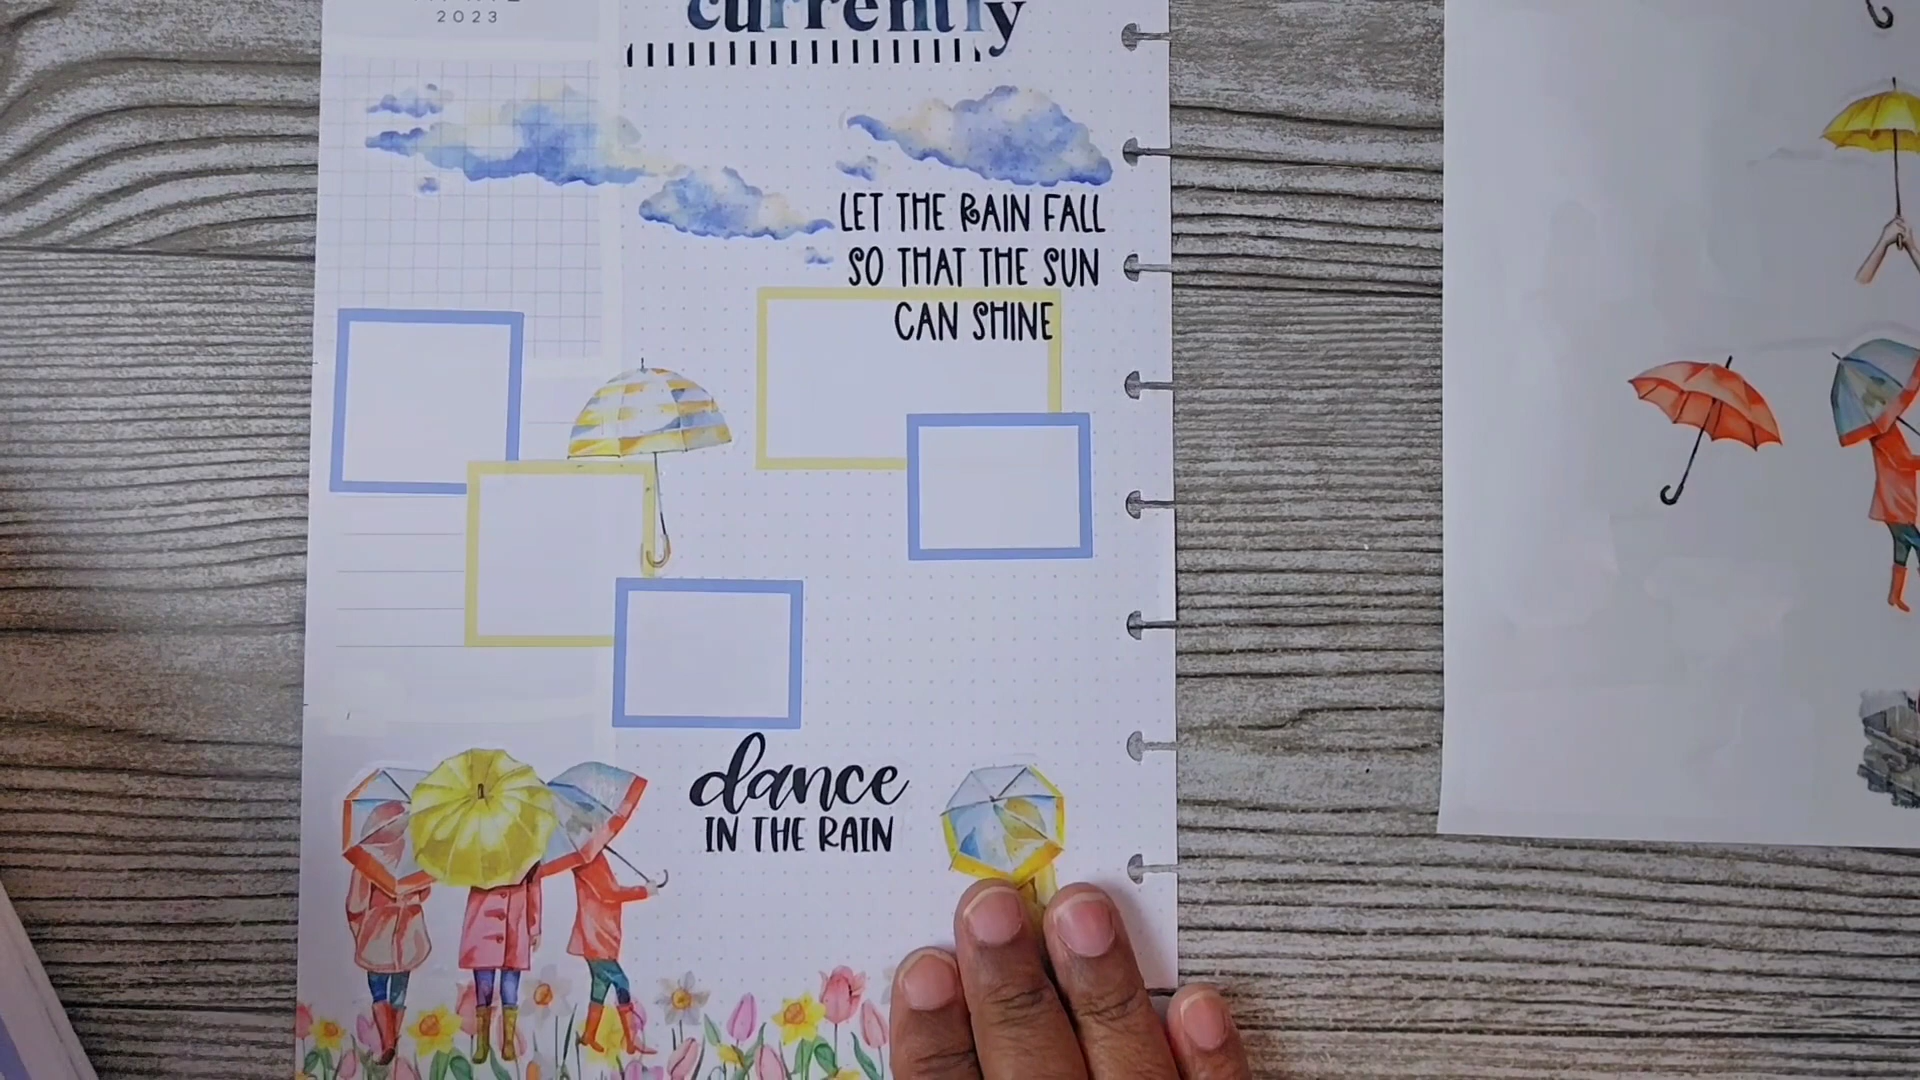 2023
currently
LET THE RAIN FALL
SO THAT THE SUN
CAN SHINE
dance
IN THE RAIN